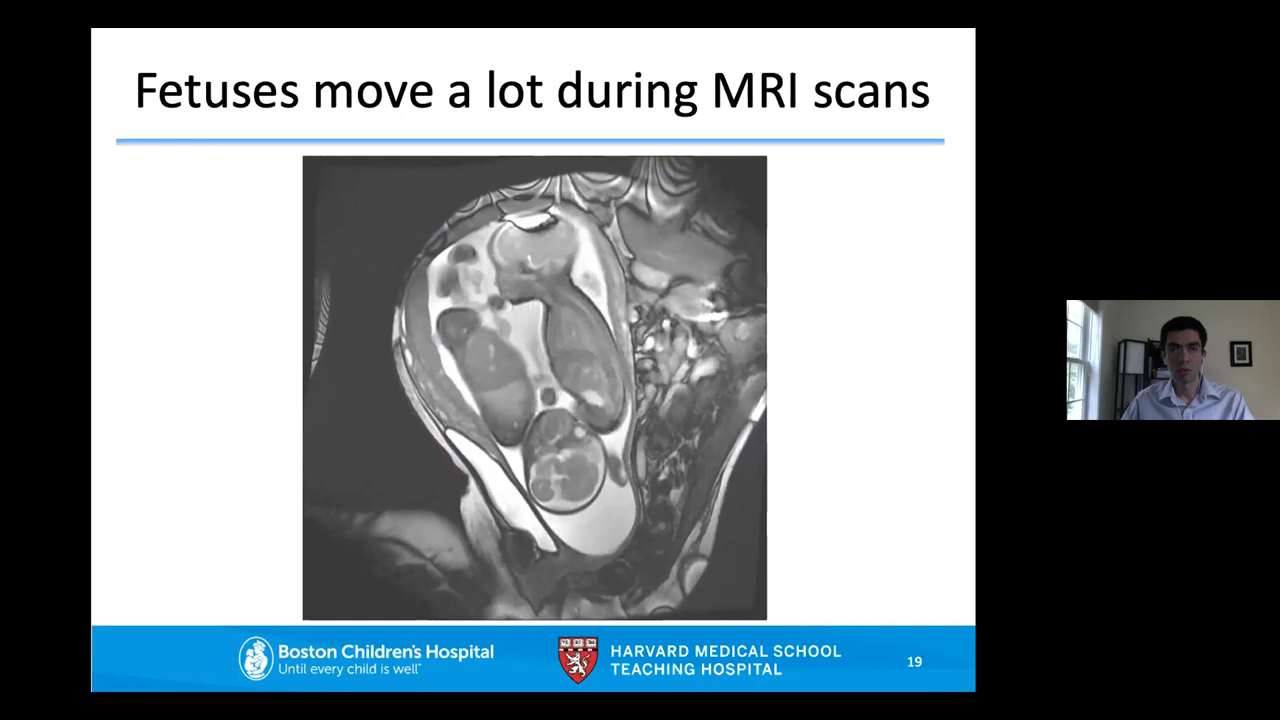 Fetuses move a lot during MRI scans
Boston Children's Hospital
Until every child is well™
HARVARD MEDICAL SCHOOL
TEACHING HOSPITAL
19